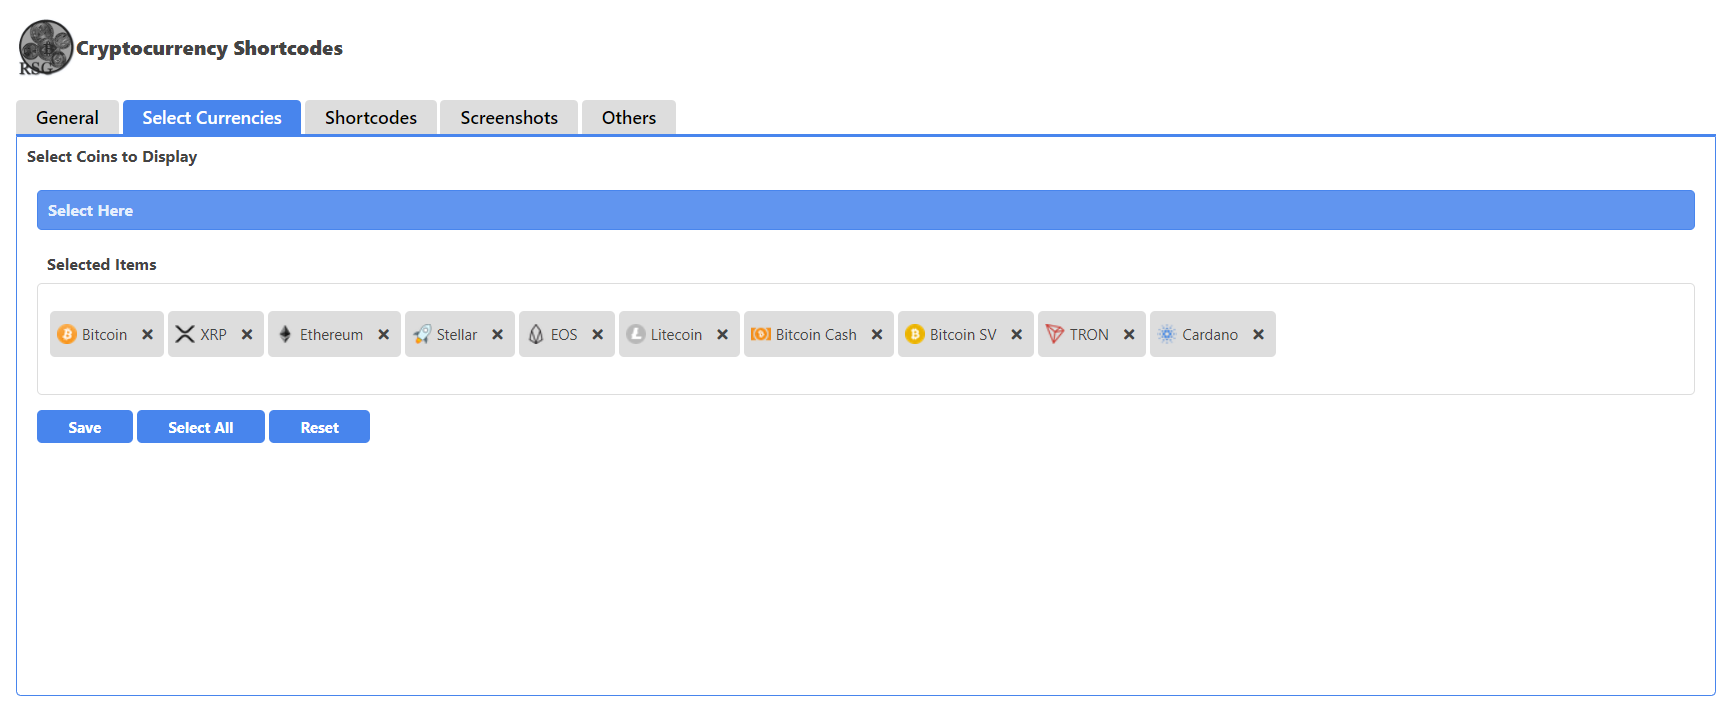 RSG
Cryptocurrency Shortcodes
General Select Currencies Shortcodes Screenshots Others
Select Coins to Display
Select Here
Selected Items
Bitcoin ✕ XRP ✕ Ethereum ✕ Stellar ✕ EOS ✕ Litecoin ✕ Bitcoin Cash ✕ Bitcoin SV ✕ TRON ✕ Cardano ✕
Save Select All Reset